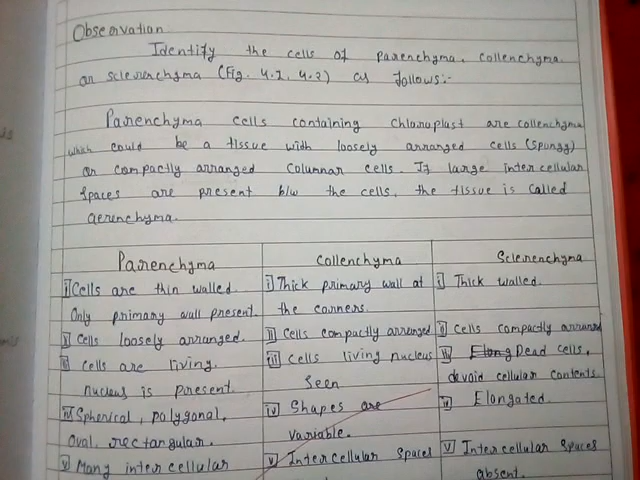 Observation
Identify the cells of parenchyma, collenchyma
or sclerenchyma (Fig. 4.1, 4.2) as follows:-
Parenchyma cells containing chloroplast are collenchyma
which could be a tissue with loosely arranged cells (spungy)
or compactly arranged columnar cells. If large intercellular
spaces are present b/w the cells, the tissue is called
aerenchyma.
Parenchyma
i) Cells are thin walled.
Only primary wall present.
ii) Cells loosely arranged.
iii) cells are living.
nucleus is present.
iv) Spherical, polygonal,
oval, rectangular.
v) Many intercellular
Collenchyma
i) Thick primary wall at
the corners.
ii) Cells compactly arranged
iii) Cells living nucleus
seen
iv) Shapes are
variable.
v) Intercellular spaces
Sclerenchyma
i) Thick walled.
ii) Cells compactly arranged
iii) Elong Dead cells,
devoid cellular contents
iv) Elongated.
v) Intercellular spaces
absent.